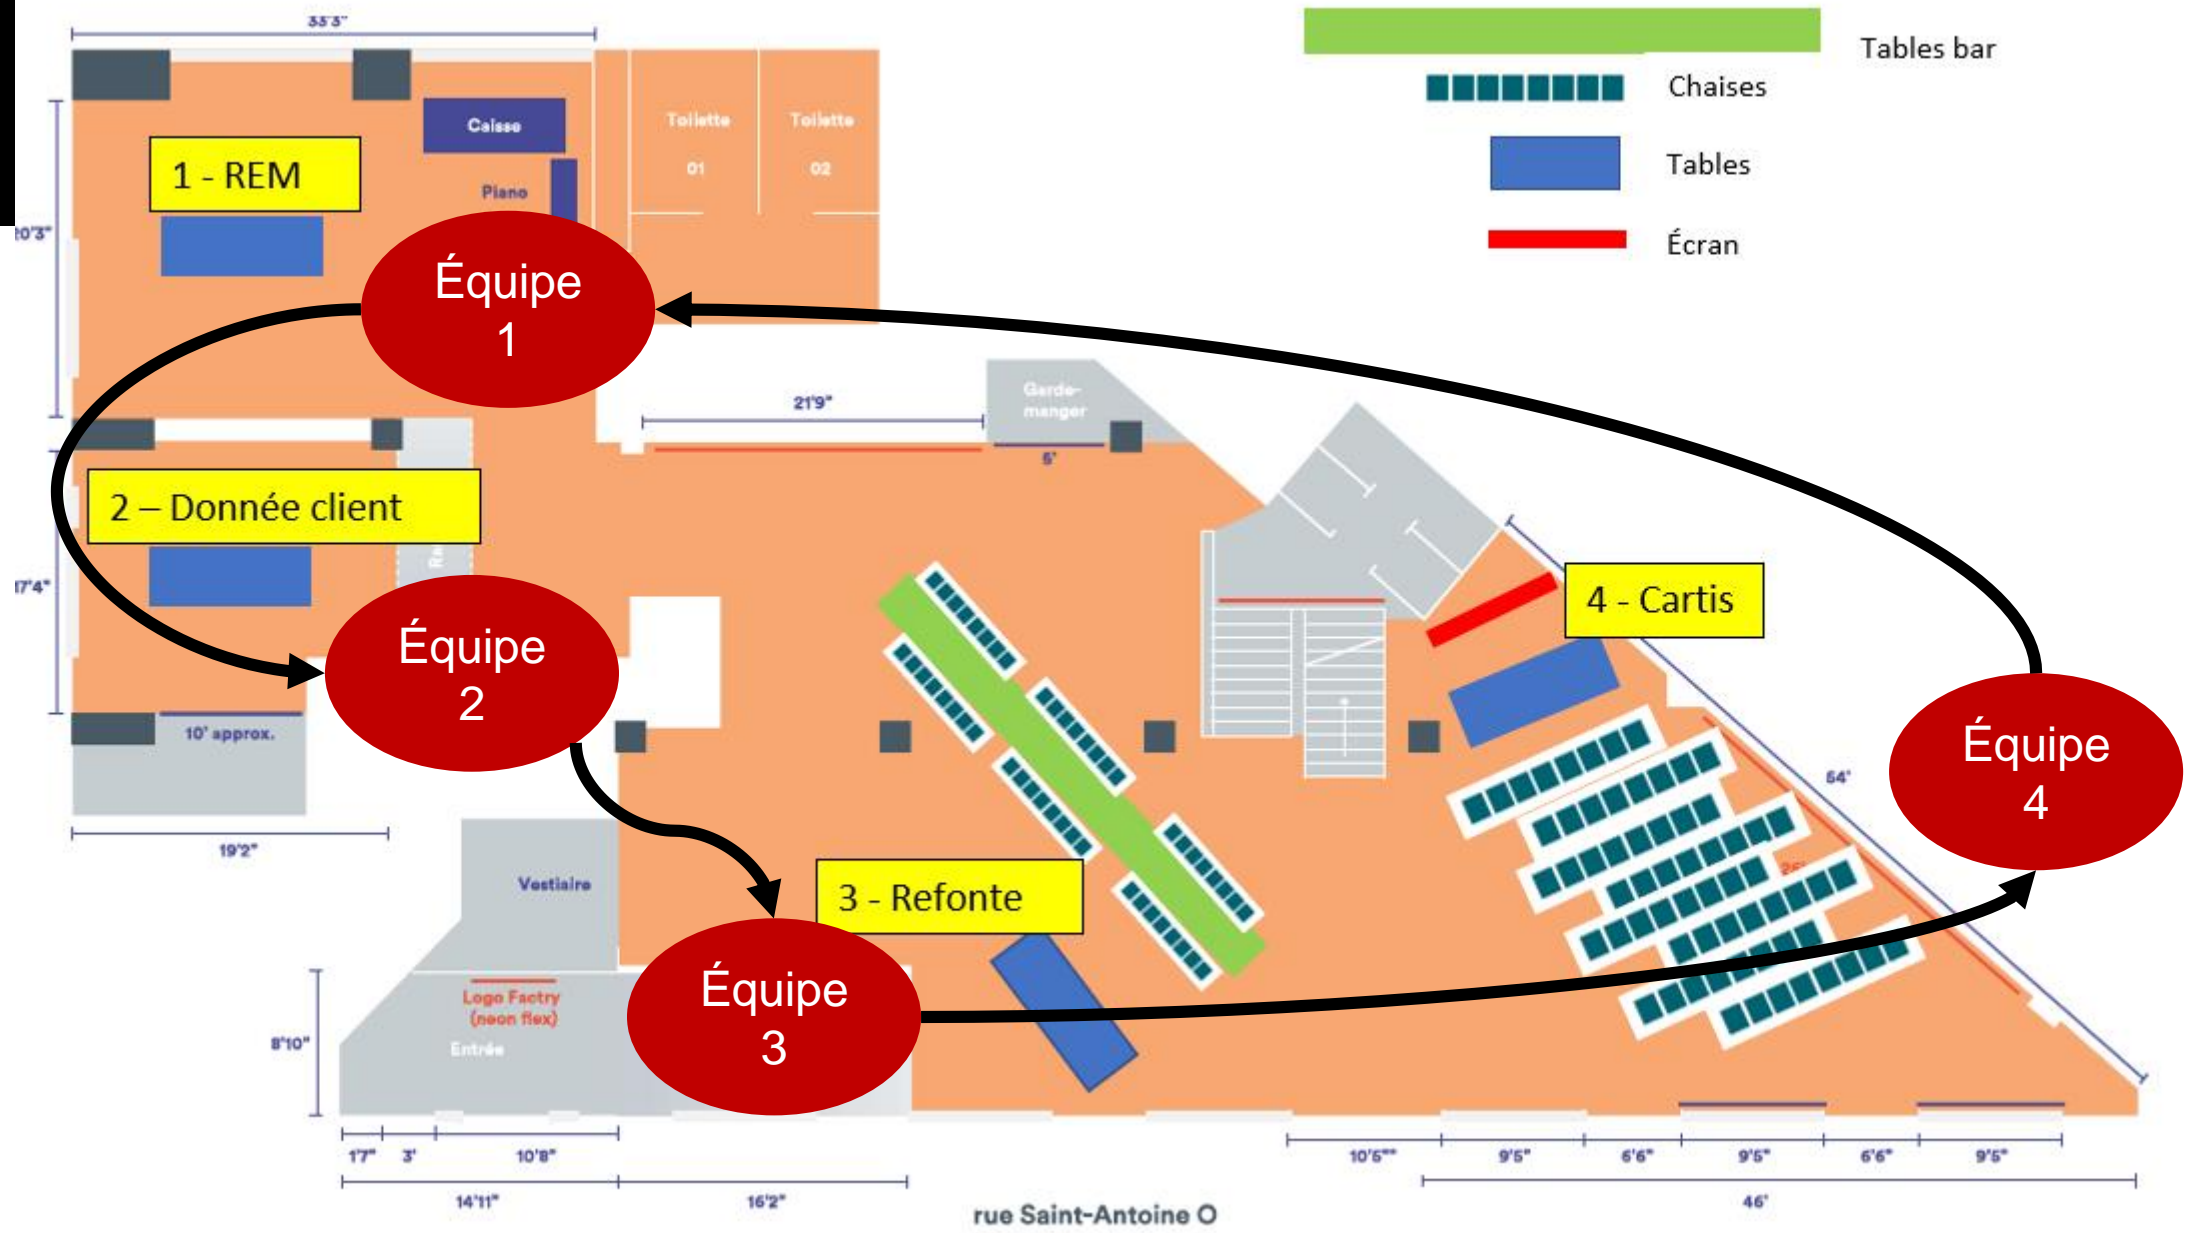 33'3"
Tables bar
Chaises
Caisse
Toilette
01
Toilette
02
1 - REM
Tables
Piano
20'3"
Écran
Équipe
1
Garde-
manger
21'9"
5'
2 – Donnée client
17'4"
4 - Cartis
Équipe
2
10' approx.
Équipe
4
54'
19'2"
26'
Vestiaire
3 - Refonte
Logo Factry
(neon flex)
Équipe
3
8'10"
Entrée
1'7"
3'
10'8"
10'5""
9'5"
6'6"
9'5"
6'6"
9'5"
14'11"
16'2"
46'
rue Saint-Antoine O